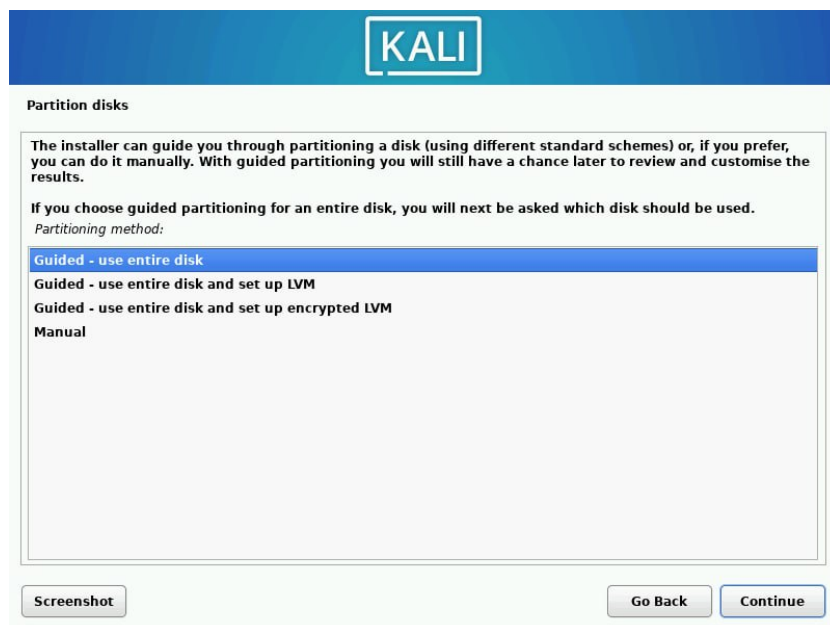 KALI
Partition disks
The installer can guide you through partitioning a disk (using different standard schemes) or, if you prefer,
you can do it manually. With guided partitioning you will still have a chance later to review and customise the
results.
If you choose guided partitioning for an entire disk, you will next be asked which disk should be used.
Partitioning method:
Guided - use entire disk
Guided - use entire disk and set up LVM
Guided - use entire disk and set up encrypted LVM
Manual
Screenshot Go Back Continue